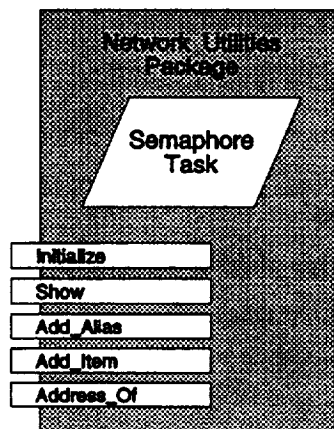 Network Utilities
Package
Semaphore
Task
Initialize
Show
Add_Alias
Add_Item
Address_Of